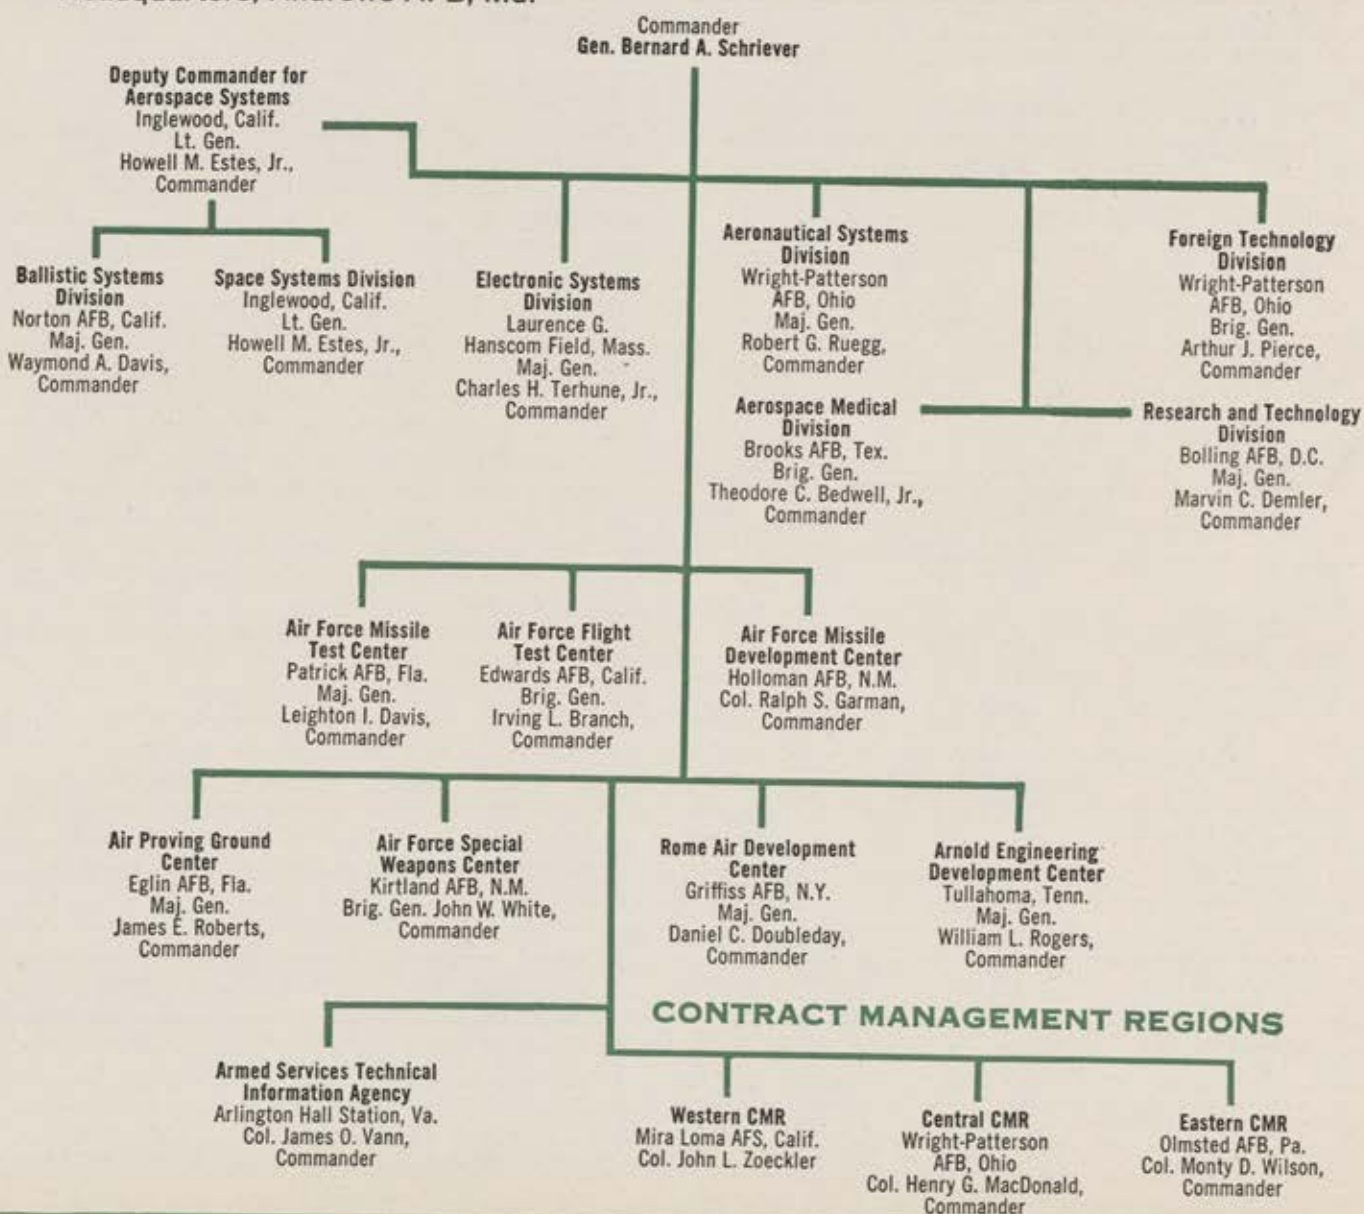 Commander
Gen. Bernard A. Schriever
Deputy Commander for
Aerospace Systems
Inglewood, Calif.
Lt. Gen.
Howell M. Estes, Jr.,
Commander
Ballistic Systems
Division
Norton AFB, Calif.
Maj. Gen.
Waymond A. Davis,
Commander
Space Systems Division
Inglewood, Calif.
Lt. Gen.
Howell M. Estes, Jr.,
Commander
Electronic Systems
Division
Laurence G.
Hanscom Field, Mass.
Maj. Gen.
Charles H. Terhune, Jr.,
Commander
Aeronautical Systems
Division
Wright-Patterson
AFB, Ohio
Maj. Gen.
Robert G. Ruegg,
Commander
Foreign Technology
Division
Wright-Patterson
AFB, Ohio
Brig. Gen.
Arthur J. Pierce,
Commander
Aerospace Medical
Division
Brooks AFB, Tex.
Brig. Gen.
Theodore C. Bedwell, Jr.,
Commander
Research and Technology
Division
Bolling AFB, D.C.
Maj. Gen.
Marvin C. Demler,
Commander
Air Force Missile
Test Center
Patrick AFB, Fla.
Maj. Gen.
Leighton I. Davis,
Commander
Air Force Flight
Test Center
Edwards AFB, Calif.
Brig. Gen.
Irving L. Branch,
Commander
Air Force Missile
Development Center
Holloman AFB, N.M.
Col. Ralph S. Garman,
Commander
Air Proving Ground
Center
Eglin AFB, Fla.
Maj. Gen.
James E. Roberts,
Commander
Air Force Special
Weapons Center
Kirtland AFB, N.M.
Brig. Gen. John W. White,
Commander
Rome Air Development
Center
Griffiss AFB, N.Y.
Maj. Gen.
Daniel C. Doubleday,
Commander
Arnold Engineering
Development Center
Tullahoma, Tenn.
Maj. Gen.
William L. Rogers,
Commander
CONTRACT MANAGEMENT REGIONS
Armed Services Technical
Information Agency
Arlington Hall Station, Va.
Col. James O. Vann,
Commander
Western CMR
Mira Loma AFS, Calif.
Col. John L. Zoeckler
Central CMR
Wright-Patterson
AFB, Ohio
Col. Henry G. MacDonald,
Commander
Eastern CMR
Olmsted AFB, Pa.
Col. Monty D. Wilson,
Commander